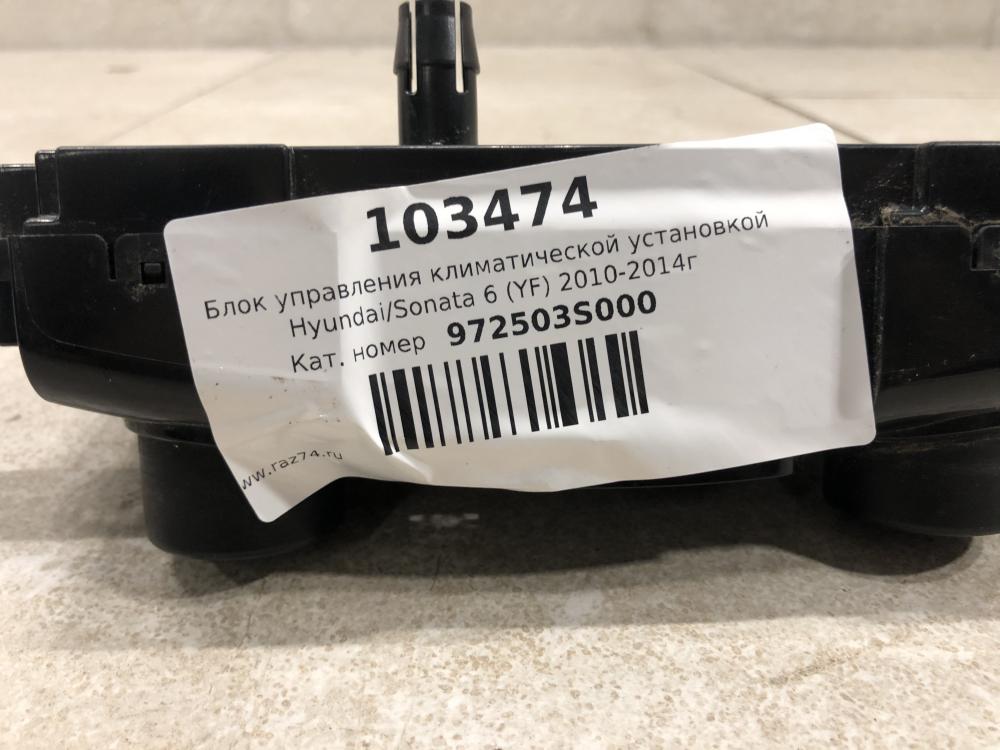 103474
Блок управления климатической установкой
Hyundai/Sonata 6 (YF) 2010-2014г
Кат. номер 972503S000
www.raz74.ru